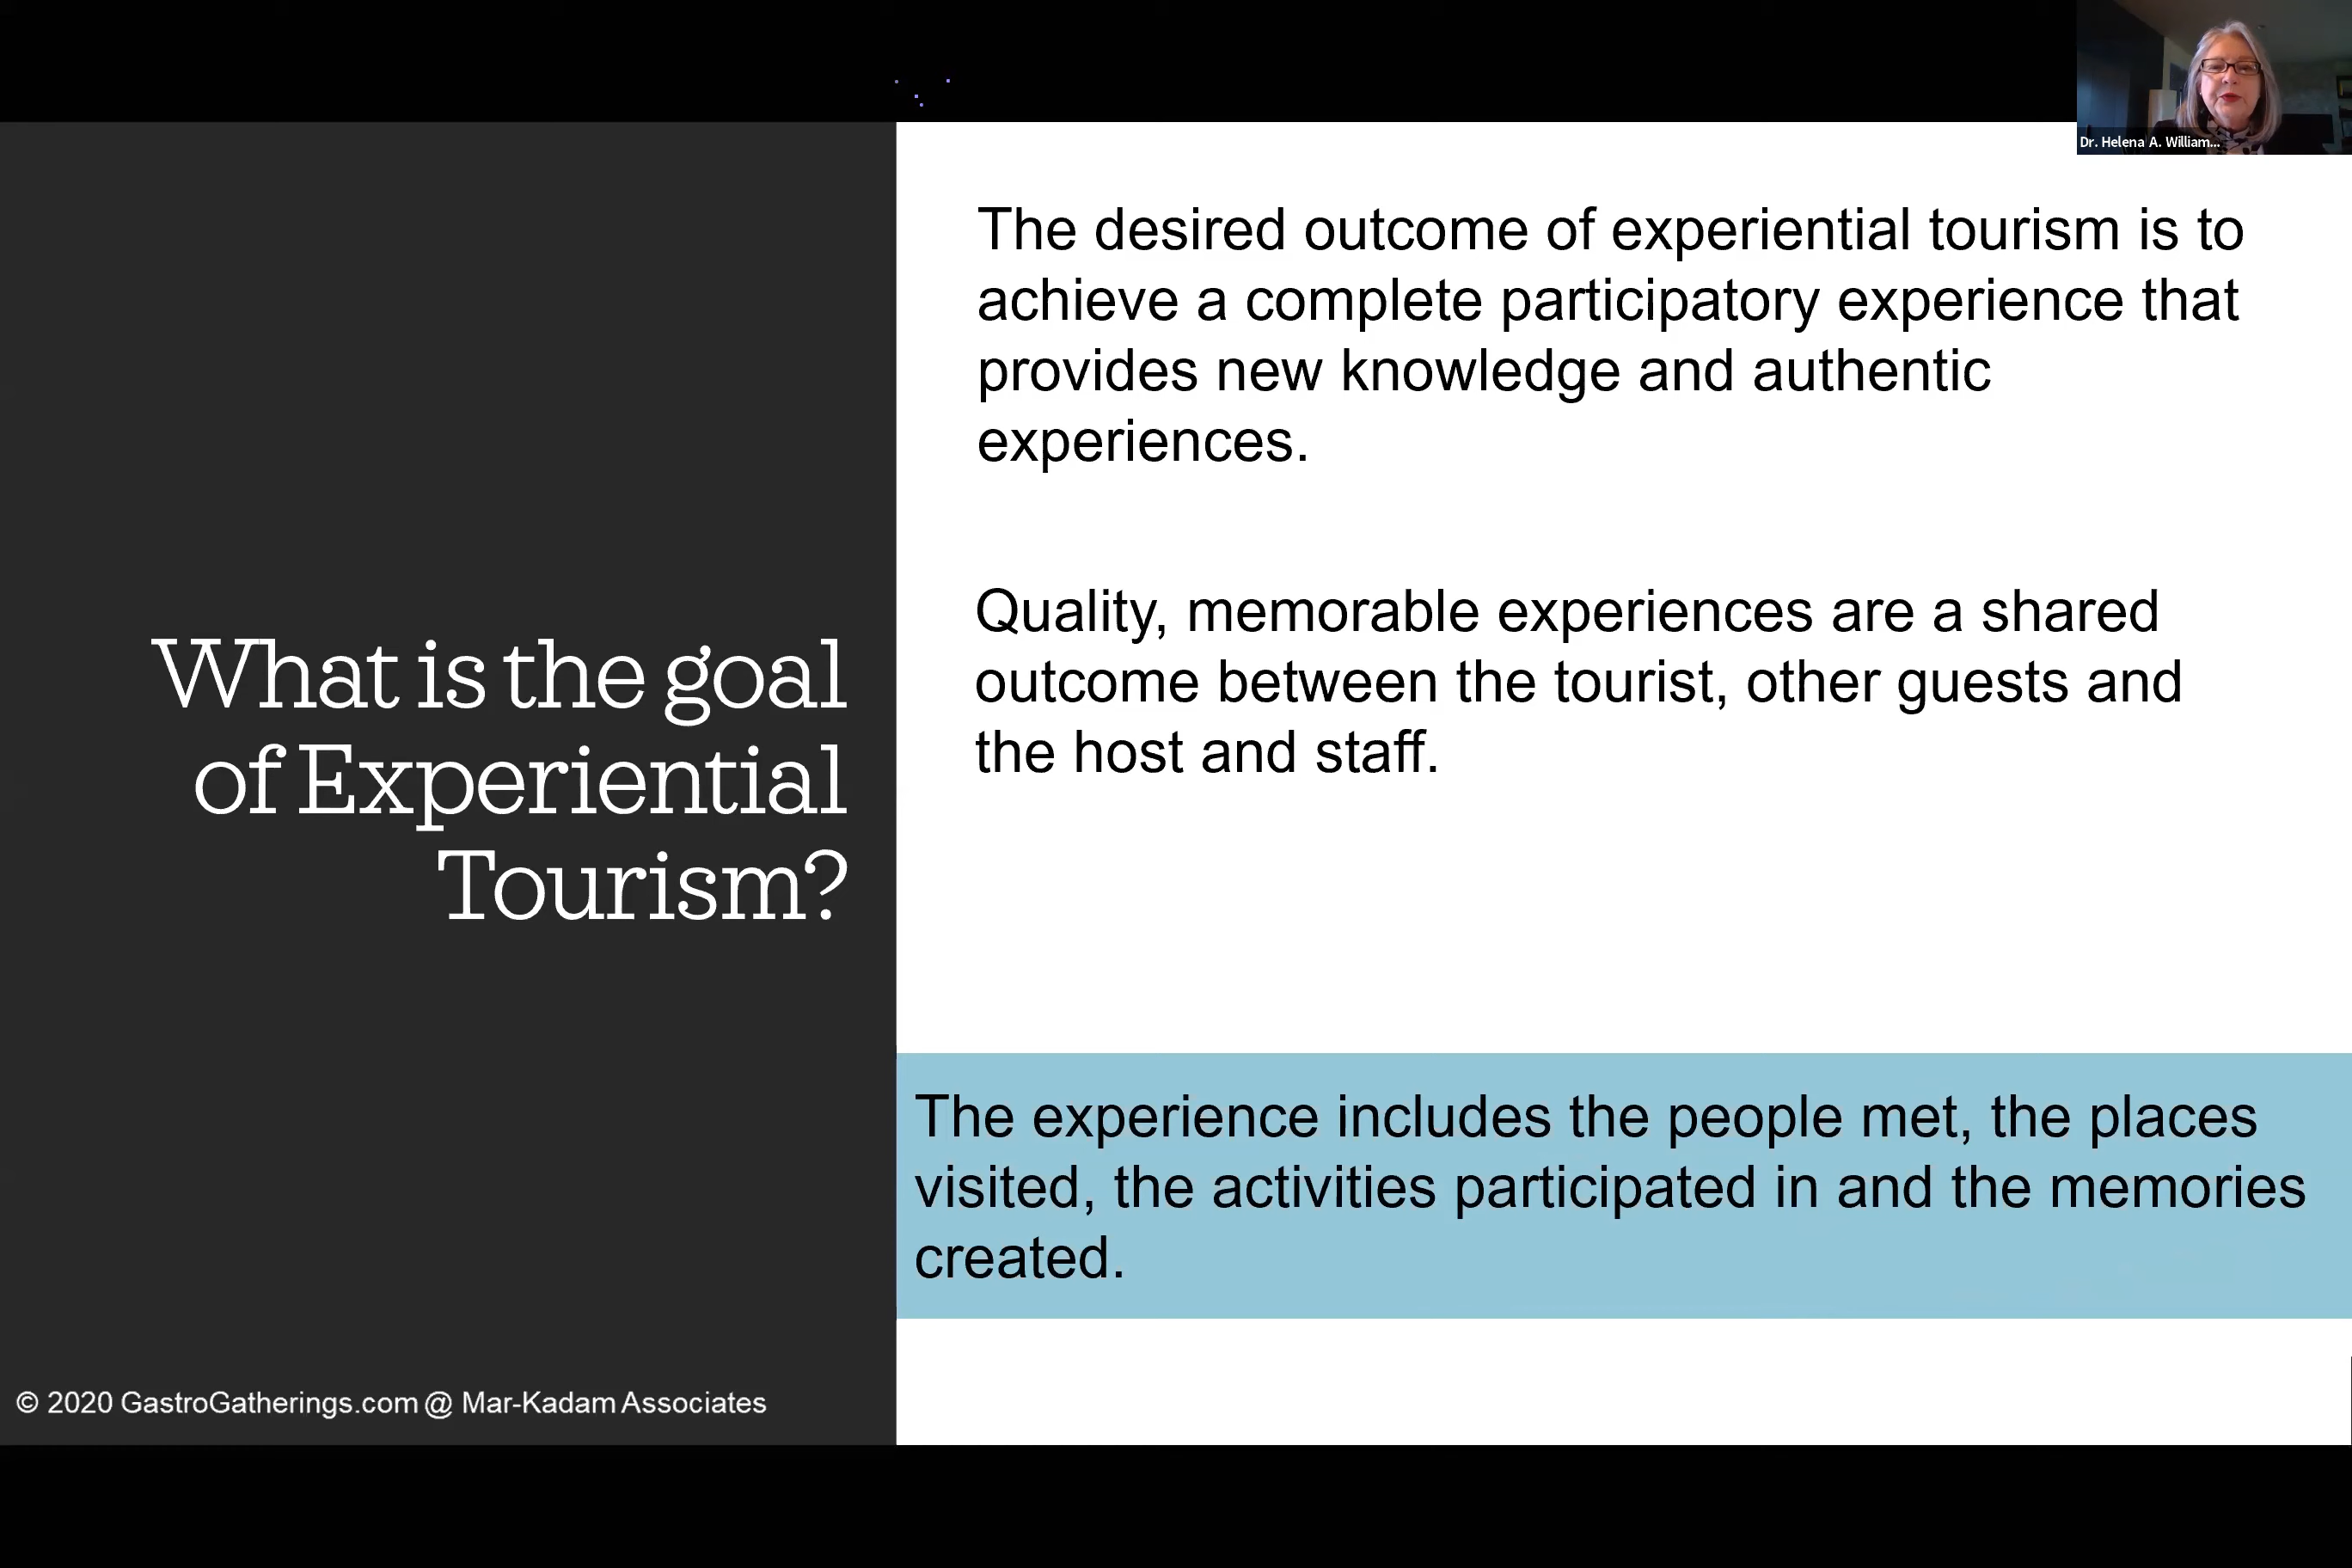 Dr. Helena A. William...
What is the goal
of Experiential
Tourism?
The desired outcome of experiential tourism is to
achieve a complete participatory experience that
provides new knowledge and authentic
experiences.
Quality, memorable experiences are a shared
outcome between the tourist, other guests and
the host and staff.
The experience includes the people met, the places
visited, the activities participated in and the memories
created.
© 2020 GastroGatherings.com @ Mar-Kadam Associates